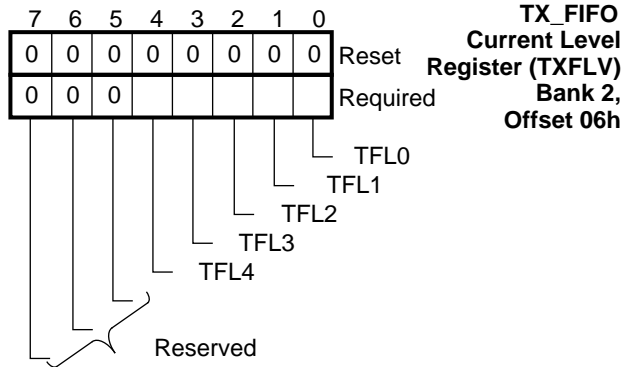 7 6 5 4 3 2 1 0
0 0 0 0 0 0 0 0 Reset
0 0 0 Required
TX_FIFO
Current Level
Register (TXFLV)
Bank 2,
Offset 06h
TFL0
TFL1
TFL2
TFL3
TFL4
Reserved